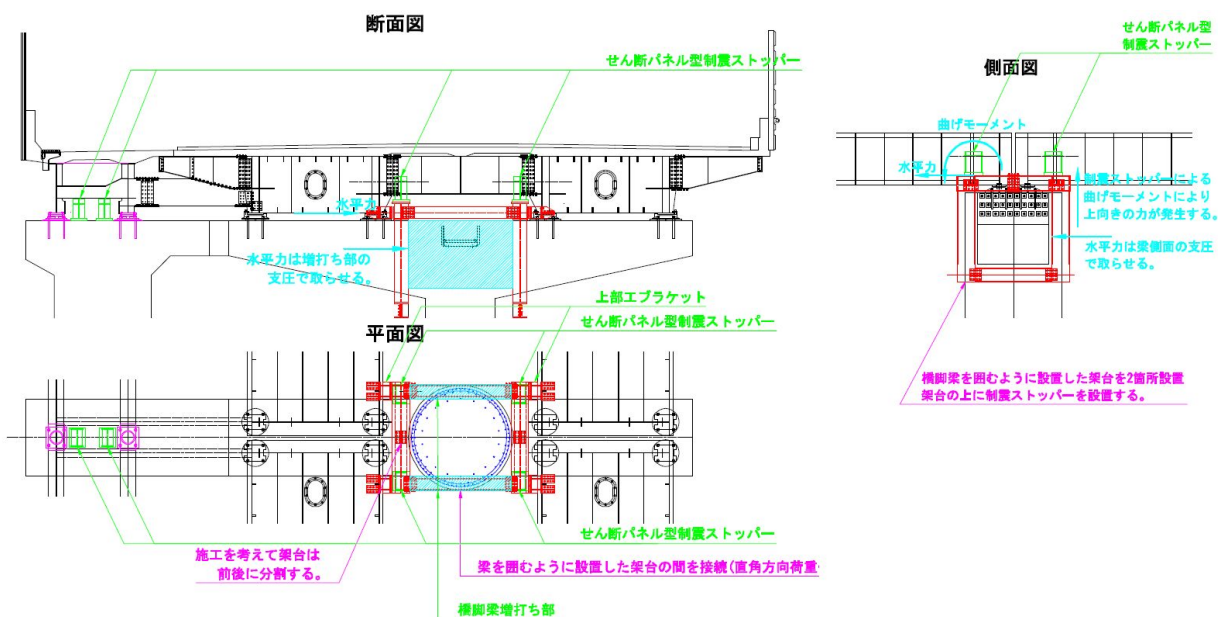 断面図
せん断パネル型制震ストッパー
水平力
水平力は増打ち部の
支圧で取らせる。
せん断パネル型
制震ストッパー
側面図
曲げモーメント
水平力
制震ストッパーによる
曲げモーメントにより
上向きの力が発生する。
水平力は梁側面の支圧
で取らせる。
橋脚梁を囲むように設置した架台を2箇所設置
架台の上に制震ストッパーを設置する。
平面図
上部工ブラケット
せん断パネル型制震ストッパー
せん断パネル型制震ストッパー
施工を考えて架台は
前後に分割する。
梁を囲むように設置した架台の間を接続(直角方向荷重
橋脚梁増打ち部